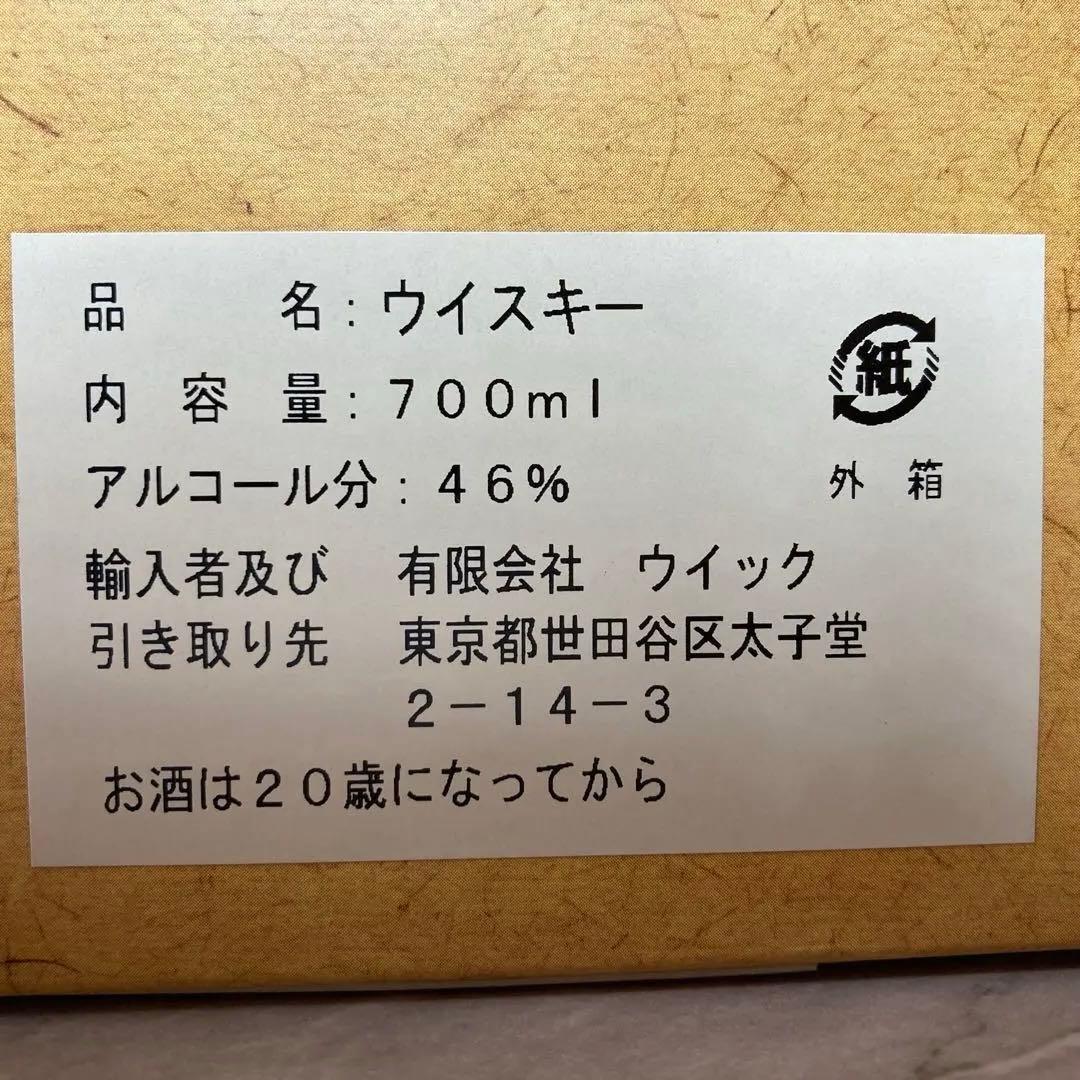 品　　　名：ウイスキー
内　容　量：７００ｍｌ
アルコール分：４６％
輸入者及び　有限会社　ウイック
引き取り先　東京都世田谷区太子堂
２－１４－３
お酒は２０歳になってから
紙
外　箱